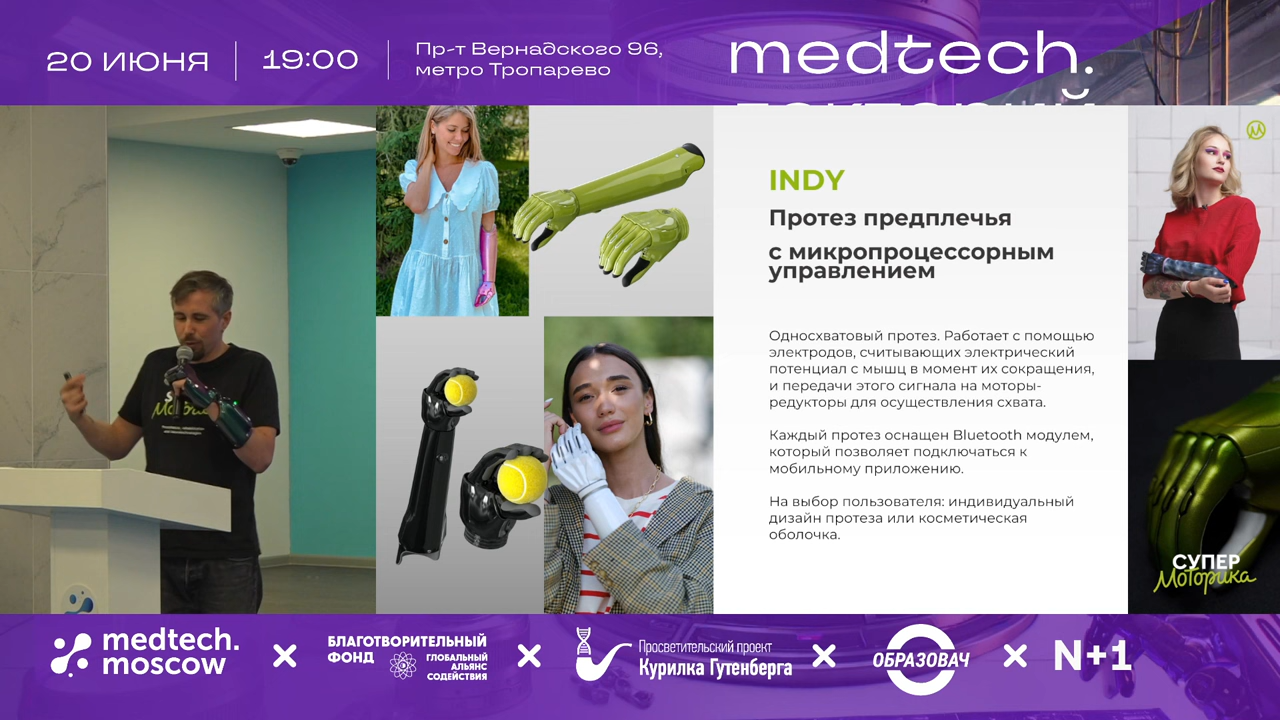 20 ИЮНЯ
19:00
Пр-т Вернадского 96,
метро Тропарево
medtech.
лекторий
INDY
Протез предплечья
с микропроцессорным
управлением
Односхватовый протез. Работает с помощью
электродов, считывающих электрический
потенциал с мышц в момент их сокращения,
и передачи этого сигнала на моторы-
редукторы для осуществления схвата.
Каждый протез оснащен Bluetooth модулем,
который позволяет подключаться к
мобильному приложению.
На выбор пользователя: индивидуальный
дизайн протеза или косметическая
оболочка.
СУПЕР
Моторика
medtech.
moscow
БЛАГОТВОРИТЕЛЬНЫЙ
ФОНД
ГЛОБАЛЬНЫЙ
АЛЬЯНС
СОДЕЙСТВИЯ
Просветительский проект
Курилка Гутенберга
ОБРАЗОВАЧ
N+1